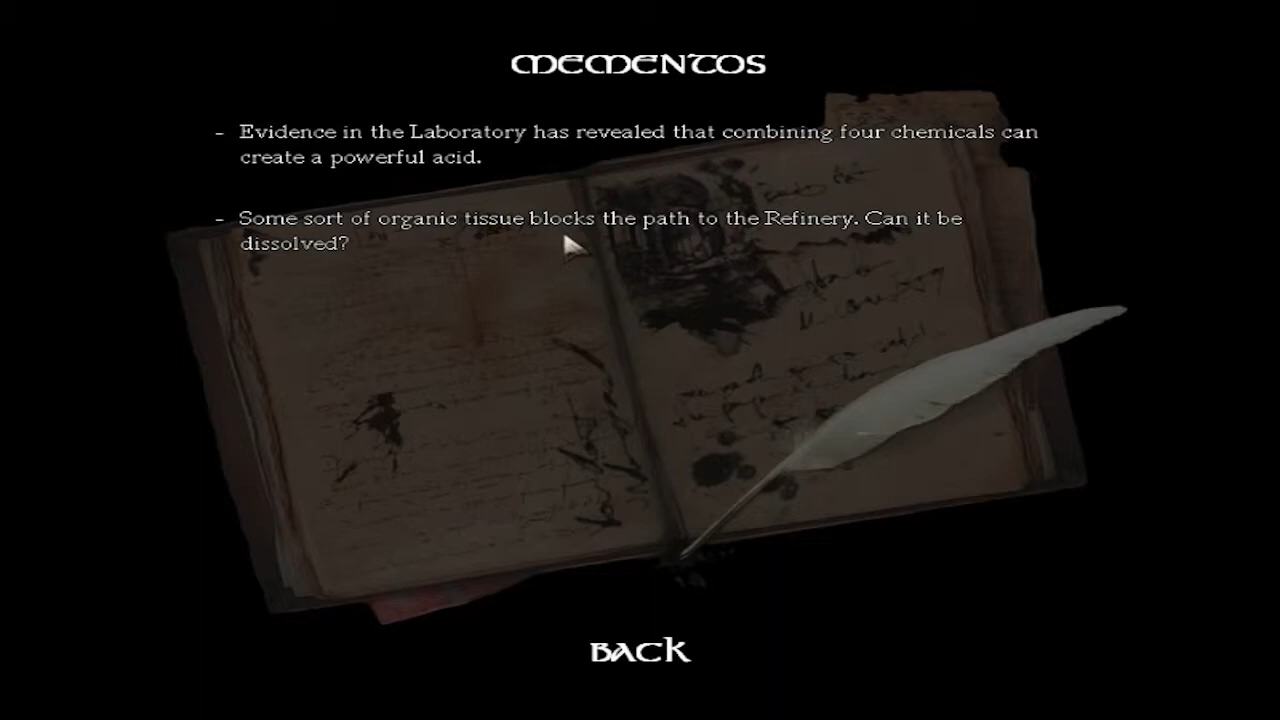 MEMENTOS
- Evidence in the Laboratory has revealed that combining four chemicals can
create a powerful acid.
- Some sort of organic tissue blocks the path to the Refinery. Can it be
dissolved?
BACK